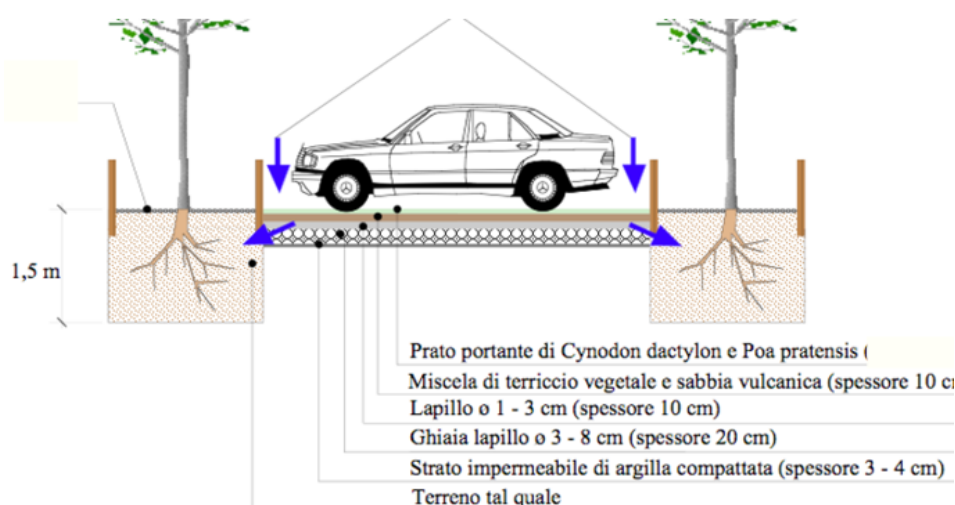 1,5 m
Prato portante di Cynodon dactylon e Poa pratensis (
Miscela di terriccio vegetale e sabbia vulcanica (spessore 10 c
Lapillo ø 1 - 3 cm (spessore 10 cm)
Ghiaia lapillo ø 3 - 8 cm (spessore 20 cm)
Strato impermeabile di argilla compattata (spessore 3 - 4 cm)
Terreno tal quale